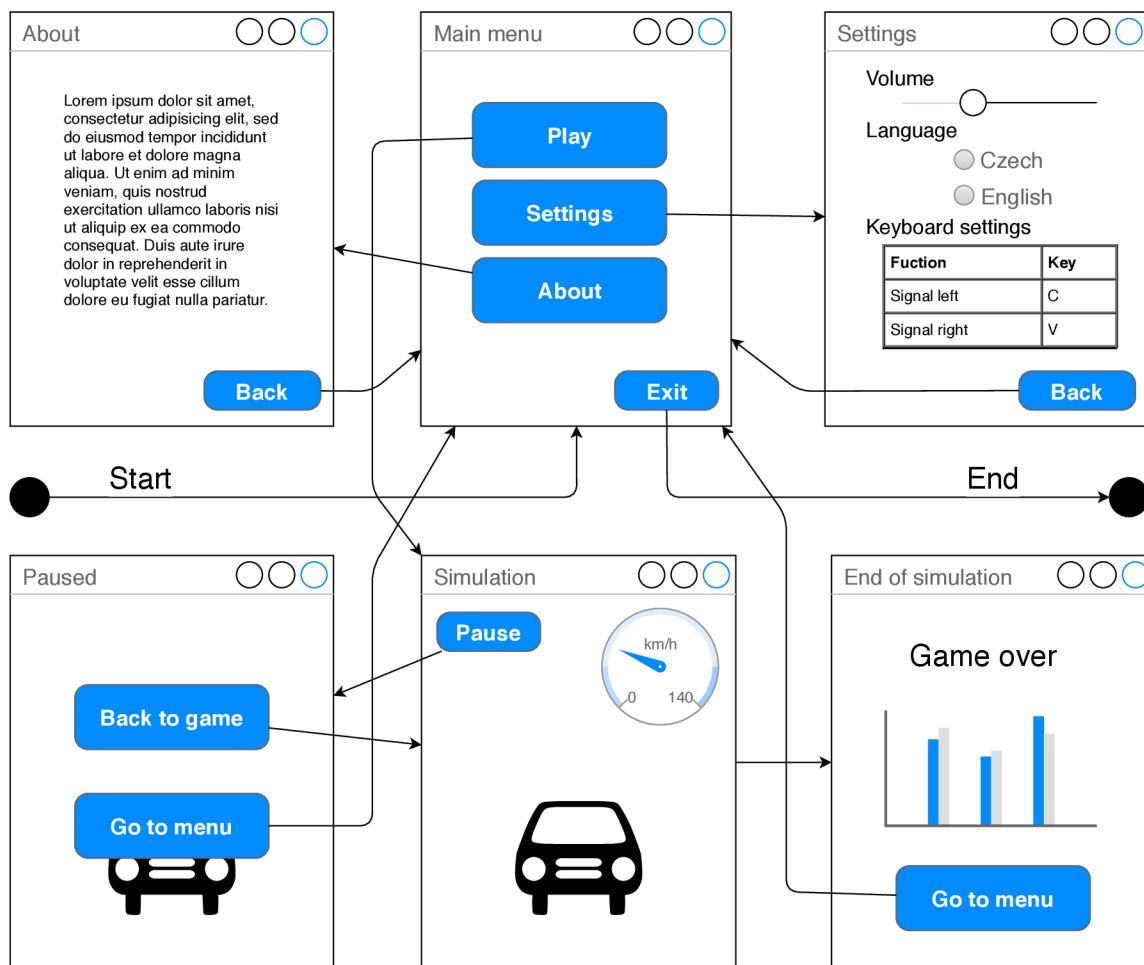 About
Lorem ipsum dolor sit amet,
consectetur adipisicing elit, sed
do eiusmod tempor incididunt
ut labore et dolore magna
aliqua. Ut enim ad minim
veniam, quis nostrud
exercitation ullamco laboris nisi
ut aliquip ex ea commodo
consequat. Duis aute irure
dolor in reprehenderit in
voluptate velit esse cillum
dolore eu fugiat nulla pariatur.
Back
Main menu
Play
Settings
About
Exit
Settings
Volume
Language
Czech
English
Keyboard settings
Fuction Key
Signal left C
Signal right V
Back
Start
End
Paused
Back to game
Go to menu
Simulation
Pause
km/h
0 140
End of simulation
Game over
Go to menu